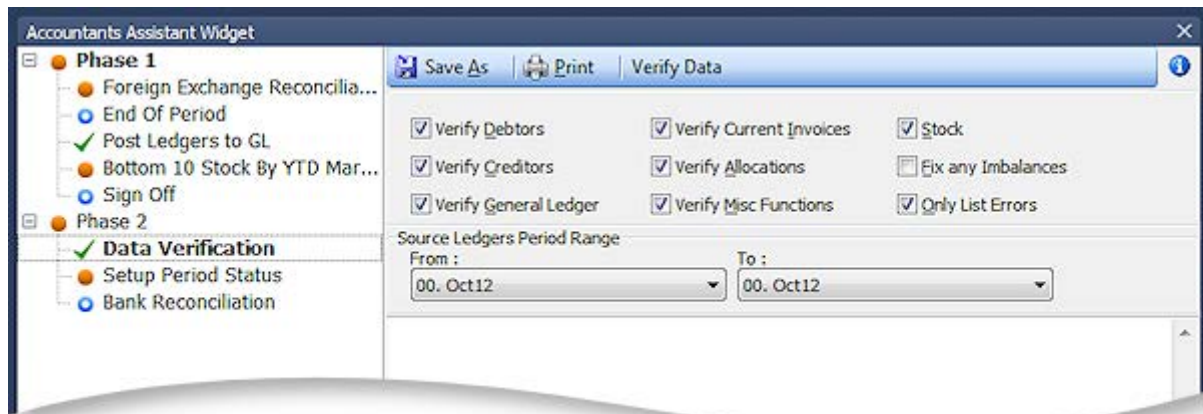 Accountants Assistant Widget
Phase 1
Foreign Exchange Reconcilia...
End Of Period
Post Ledgers to GL
Bottom 10 Stock By YTD Mar...
Sign Off
Phase 2
Data Verification
Setup Period Status
Bank Reconciliation
Save As Print Verify Data
Verify Debtors Verify Current Invoices Stock
Verify Creditors Verify Allocations Fix any Imbalances
Verify General Ledger Verify Misc Functions Only List Errors
Source Ledgers Period Range
From : To :
00. Oct12 00. Oct12